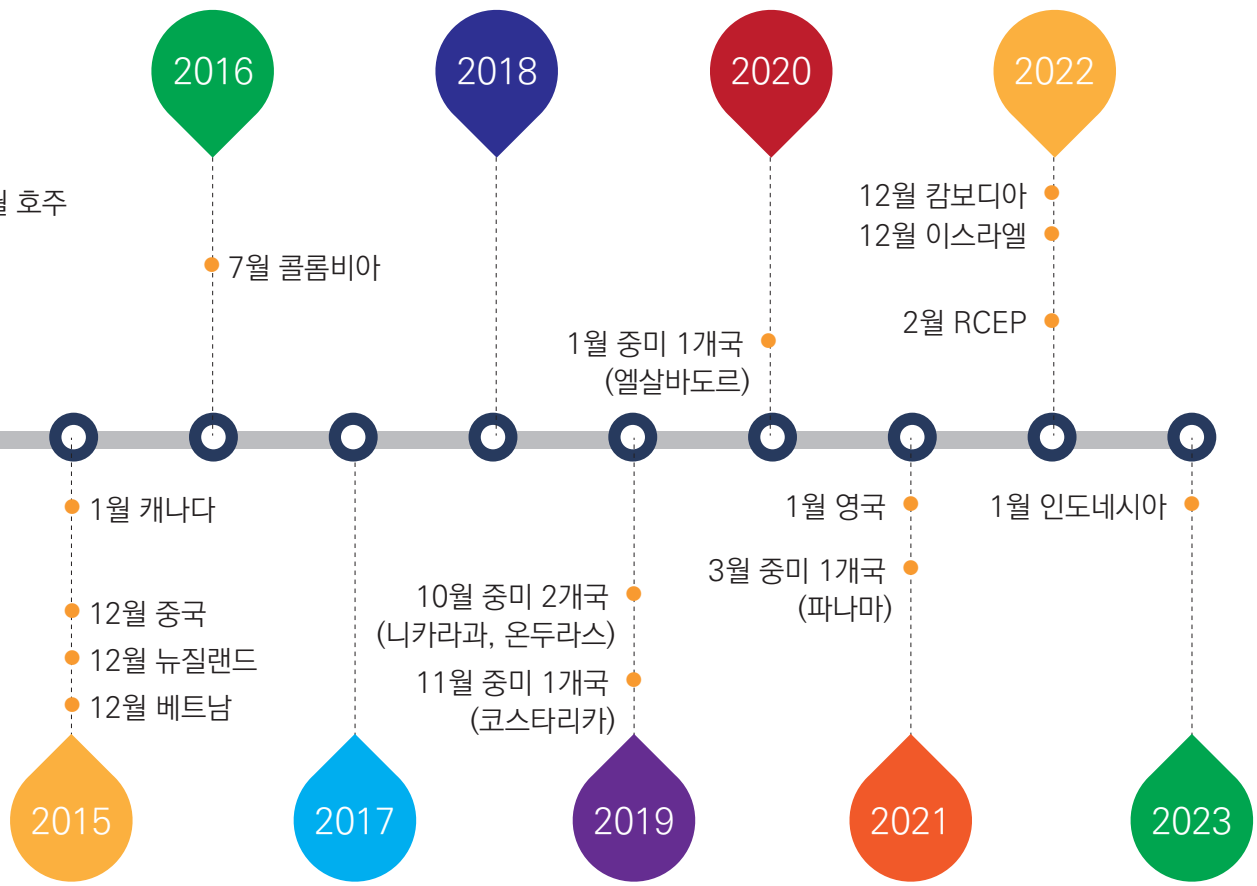 2016
2018
2020
2022
호주
7월 콜롬비아
12월 캄보디아
12월 이스라엘
2월 RCEP
1월 중미 1개국
(엘살바도르)
1월 캐나다
12월 중국
12월 뉴질랜드
12월 베트남
10월 중미 2개국
(니카라과, 온두라스)
11월 중미 1개국
(코스타리카)
1월 영국
3월 중미 1개국
(파나마)
1월 인도네시아
2015
2017
2019
2021
2023